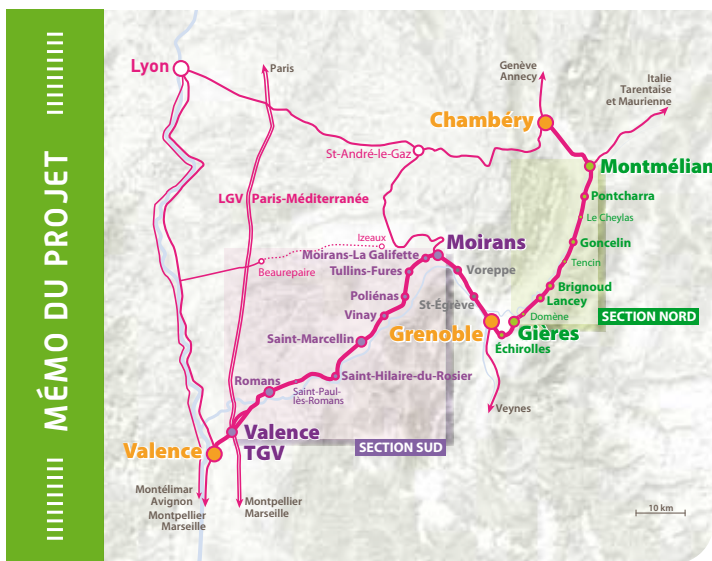 MÉMO DU PROJET
Lyon
Paris
Genève
Annecy
Italie
Tarentaise
et Maurienne
Chambéry
St-André-le-Gaz
Montmélian
LGV Paris-Méditerranée
Pontcharra
Le Cheylas
Izeaux
Moirans
Goncelin
Moirans-La Galifette
Beaurepaire
Tullins-Fures
Voreppe
Tencin
Poliénas
St-Égrève
Brignoud
Lancey
Vinay
Domène
SECTION NORD
Grenoble
Gières
Saint-Marcellin
Échirolles
Saint-Hilaire-du-Rosier
Romans
Saint-Paul-
lès-Romans
Veynes
Valence
TGV
Valence
SECTION SUD
Montélimar
Avignon
Montpellier
Marseille
Montpellier
Marseille
10 km